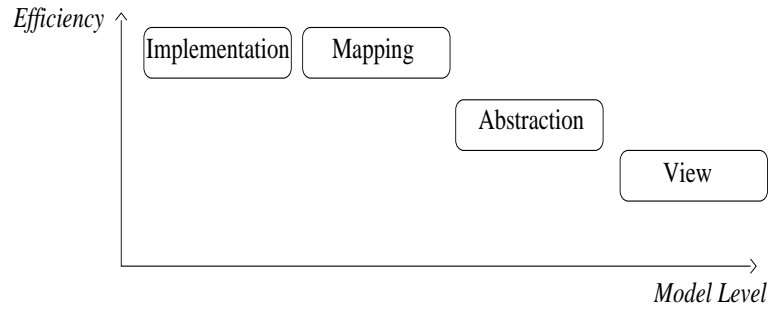 Efficiency
Implementation
Mapping
Abstraction
View
Model Level